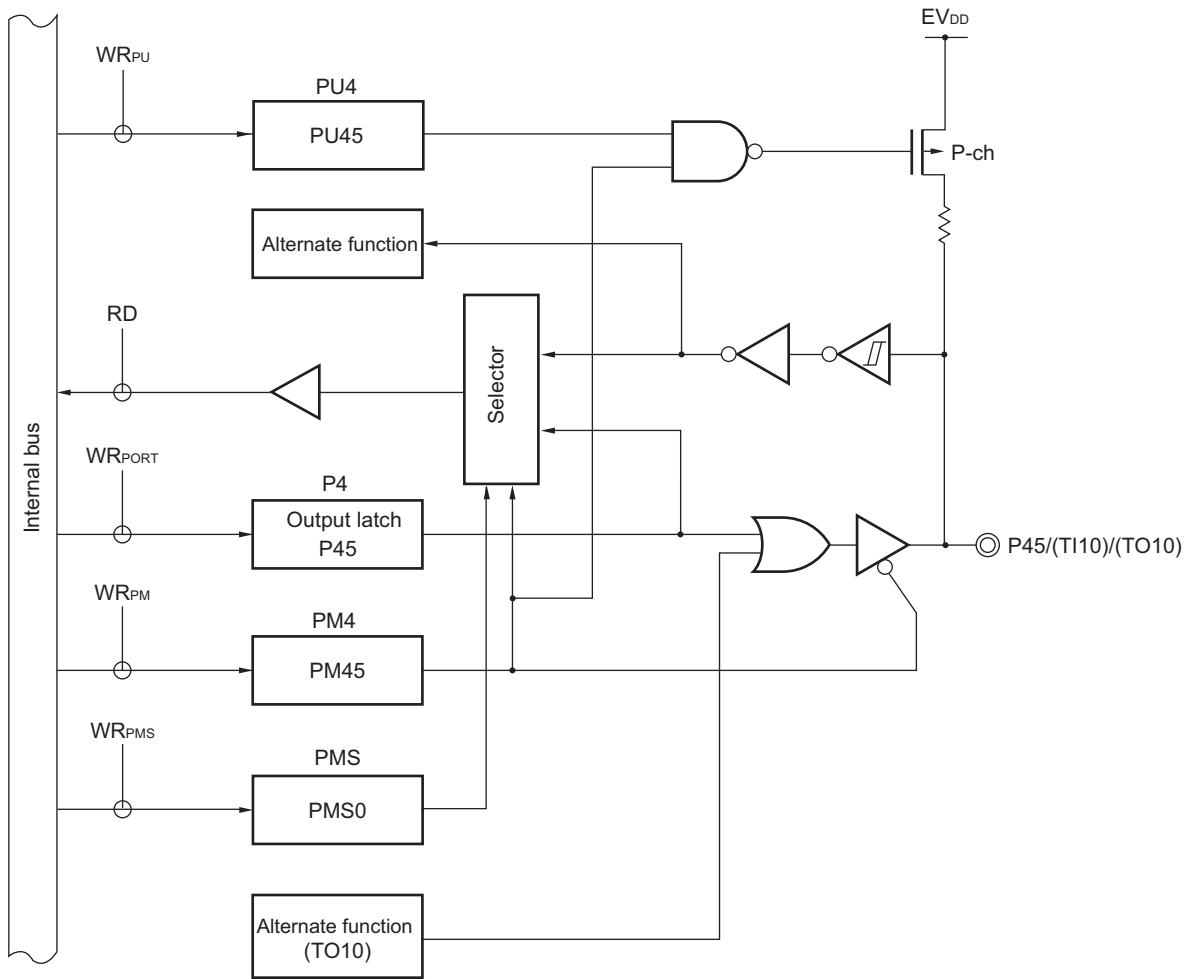 EVDD
WRPU
PU4
PU45
P-ch
Alternate function
RD
Selector
Internal bus
WRPORT
P4
Output latch
P45
P45/(TI10)/(TO10)
WRPM
PM4
PM45
WRPMS
PMS
PMS0
Alternate function
(TO10)